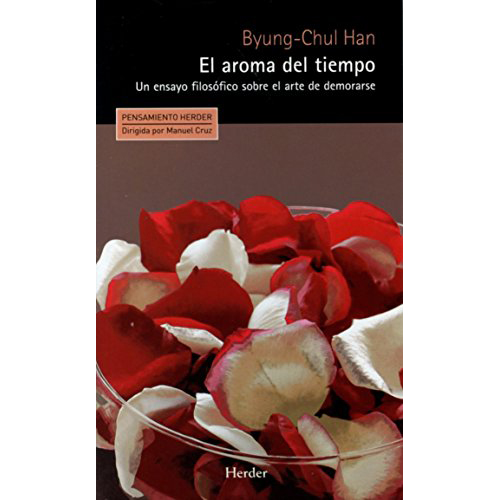 Byung-Chul Han
El aroma del tiempo
Un ensayo filosófico sobre el arte de demorarse
PENSAMIENTO HERDER
Dirigida por Manuel Cruz
Herder